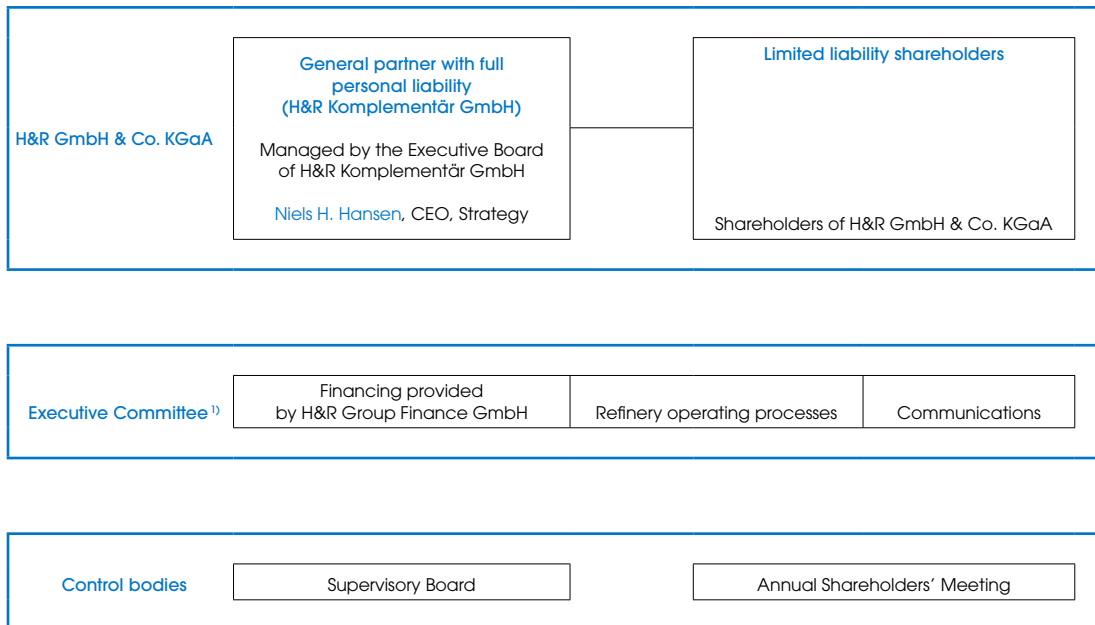 H&R GmbH & Co. KGaA
General partner with full
personal liability
(H&R Komplementär GmbH)
Managed by the Executive Board
of H&R Komplementär GmbH
Niels H. Hansen, CEO, Strategy
Limited liability shareholders
Shareholders of H&R GmbH & Co. KGaA
Executive Committee 1)
Financing provided
by H&R Group Finance GmbH
Refinery operating processes
Communications
Control bodies
Supervisory Board
Annual Shareholders’ Meeting